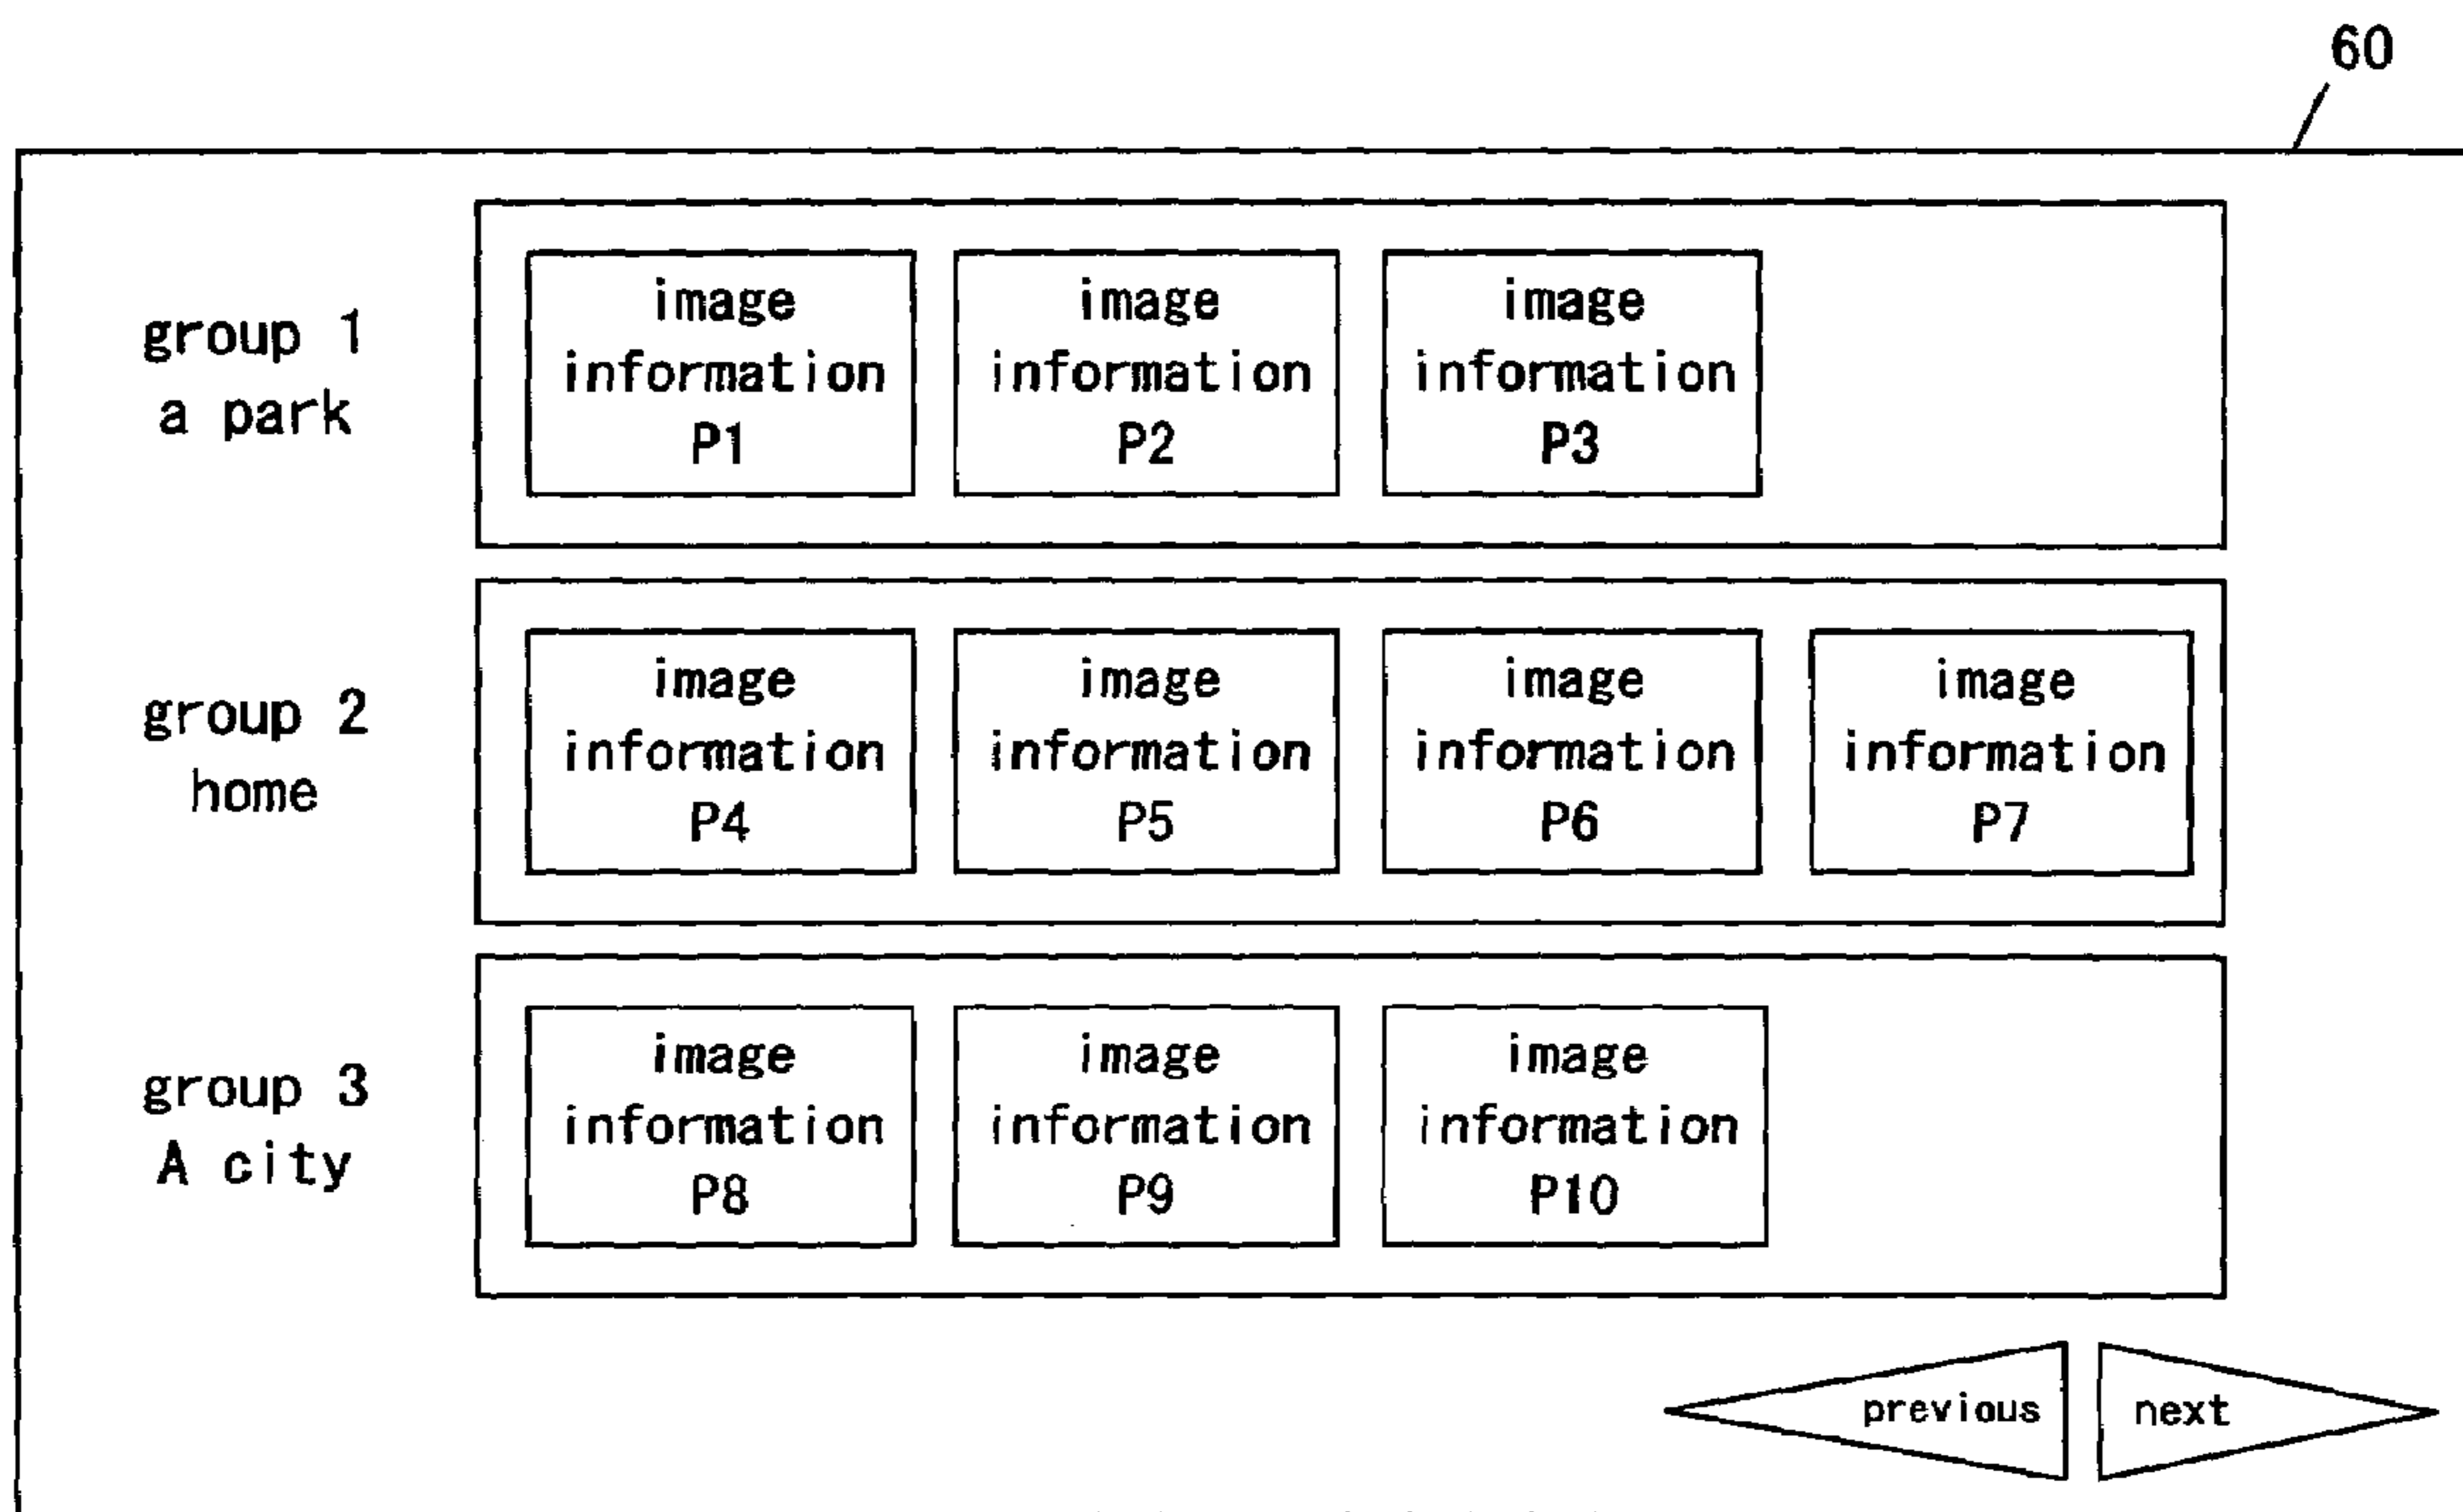 60
group 1
a park
image
information
P1
image
information
P2
image
information
P3
group 2
home
image
information
P4
image
information
P5
image
information
P6
image
information
P7
group 3
A city
image
information
P8
image
information
P9
image
information
P10
previous
next